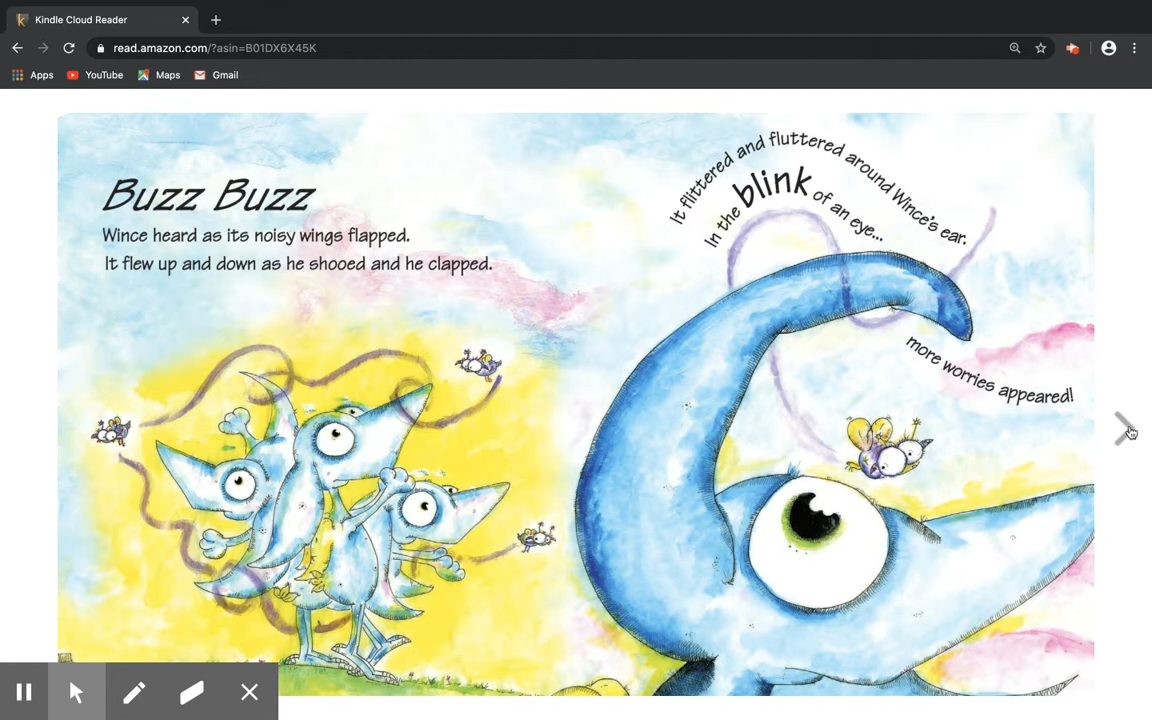 Kindle Cloud Reader
read.amazon.com/?asin=B01DX6X45K
Apps YouTube Maps Gmail
Buzz Buzz
Wince heard as its noisy wings flapped.
It flew up and down as he shooed and he clapped.
It flittered and fluttered around Wince's ear.
In the blink of an eye...
more worries appeared!